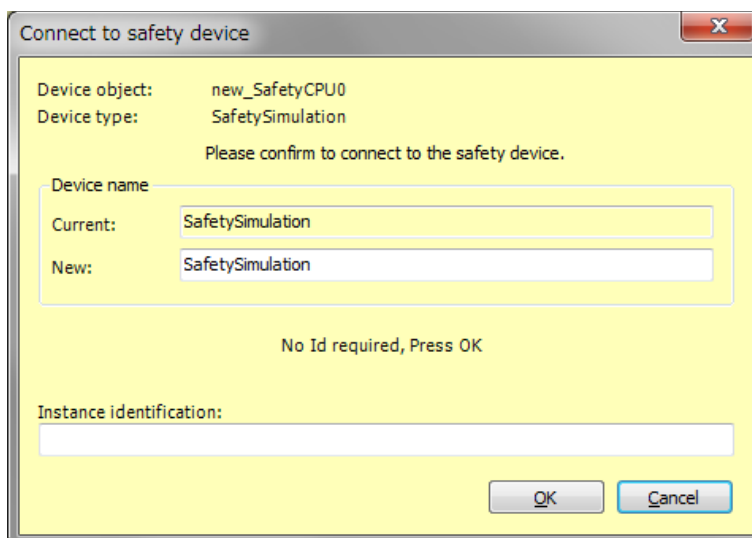 Connect to safety device
Device object: new_SafetyCPU0
Device type: SafetySimulation
Please confirm to connect to the safety device.
Device name
Current: SafetySimulation
New: SafetySimulation
No Id required, Press OK
Instance identification:
OK Cancel